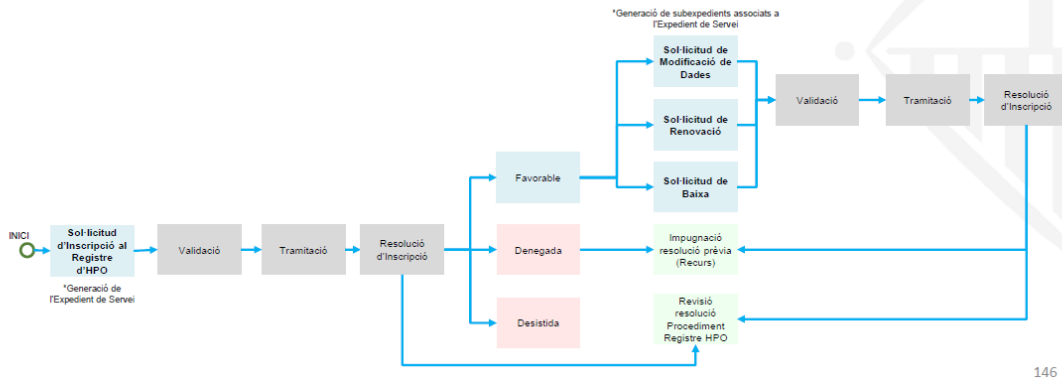 *Generació de subexpedients associats a
l'Expedient de Servei
Sol·licitud de
Modificació de
Dades
Validació
Tramitació
Resolució
d'Inscripció
Sol·licitud de
Renovació
Favorable
Sol·licitud de
Baixa
INICI
Sol·licitud
d'Inscripció al
Registre
d'HPO
Validació
Tramitació
Resolució
d'Inscripció
Denegada
Impugnació
resolució prèvia
(Recurs)
*Generació de
l'Expedient de Servei
Desistida
Revisió
resolució
Procediment
Registre HPO
146